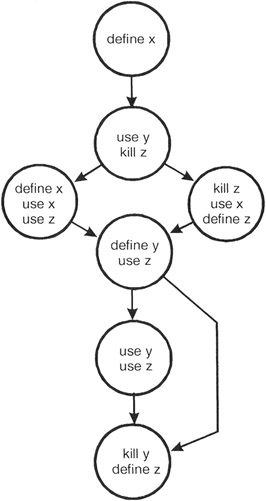 define x
use y
kill z
define x
use x
use z
kill z
use x
define z
define y
use z
use y
use z
kill y
define z